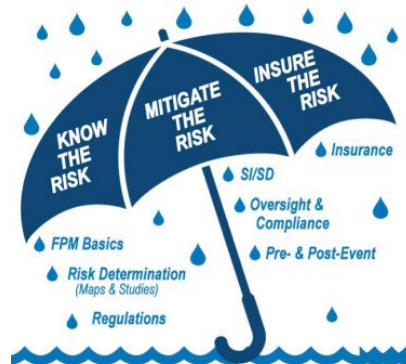 KNOW
THE
RISK
MITIGATE
THE
RISK
INSURE
THE
RISK
FPM Basics
Risk Determination
(Maps & Studies)
Regulations
SI/SD
Oversight &
Compliance
Pre- & Post-Event
Insurance